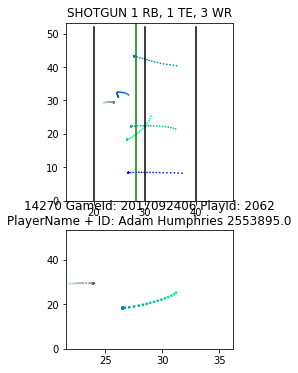 SHOTGUN 1 RB, 1 TE, 3 WR
50
40
30
20
10
0
20 30 40
14270 GameId: 2017092406 PlayId: 2062
PlayerName + ID: Adam Humphries 2553895.0
40
20
0
25 30 35